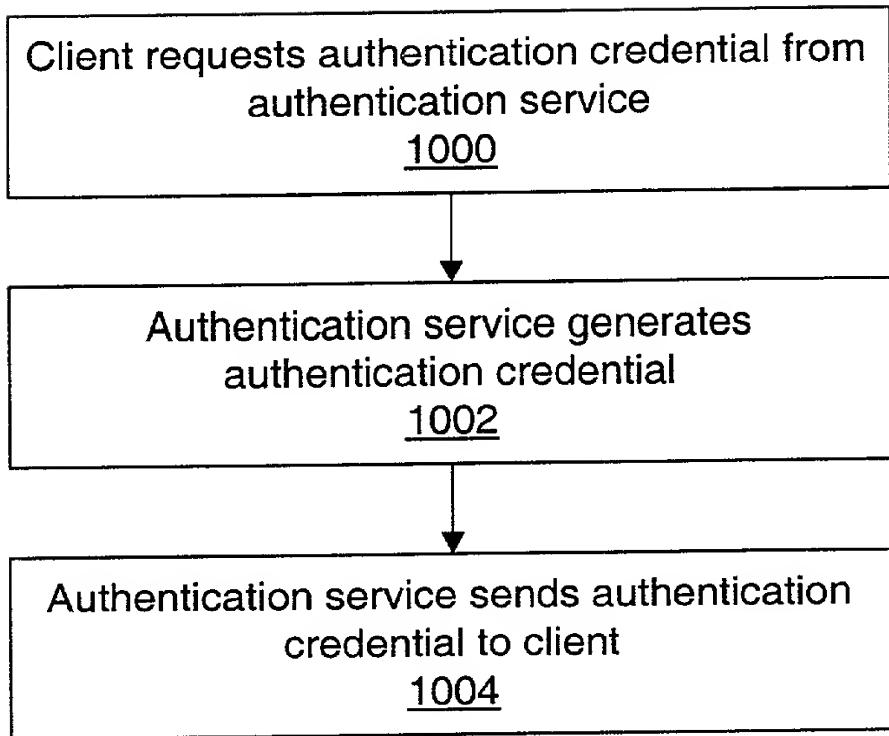 Client requests authentication credential from
authentication service
1000
Authentication service generates
authentication credential
1002
Authentication service sends authentication
credential to client
1004